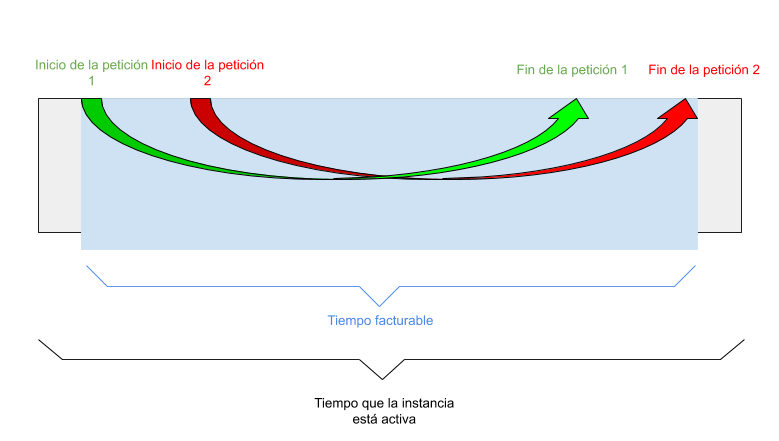 Inicio de la petición
1
Inicio de la petición
2
Fin de la petición 1
Fin de la petición 2
Tiempo facturable
Tiempo que la instancia
está activa